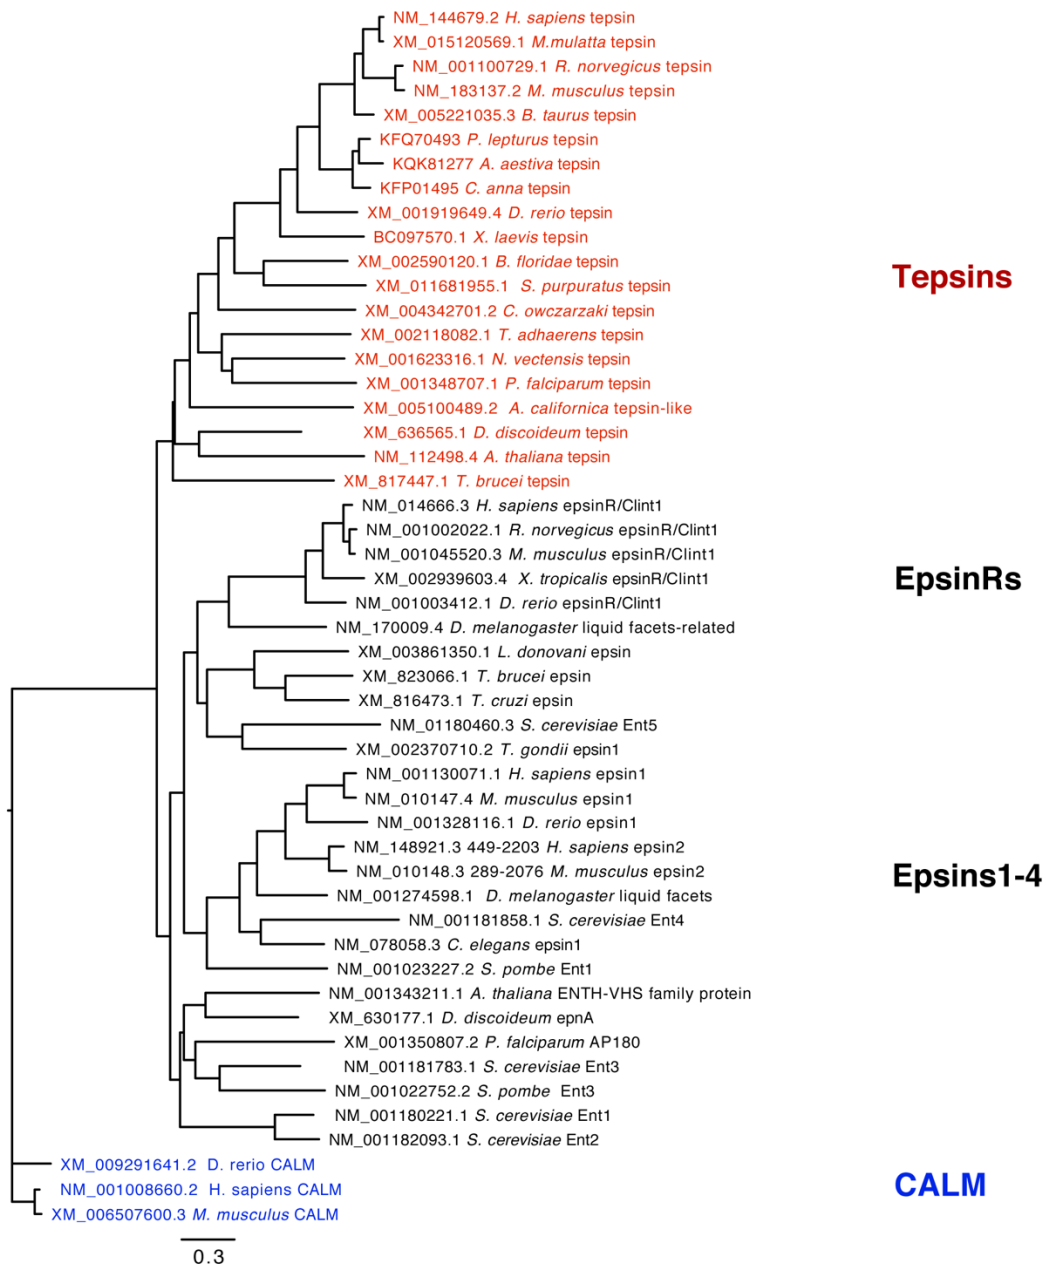 NM_144679.2 H. sapiens tepsin
XM_015120569.1 M.mulatta tepsin
NM_001100729.1 R. norvegicus tepsin
NM_183137.2 M. musculus tepsin
XM_005221035.3 B. taurus tepsin
KFQ70493 P. lepturus tepsin
KQK81277 A. aestiva tepsin
KFP01495 C. anna tepsin
XM_001919649.4 D. rerio tepsin
BC097570.1 X. laevis tepsin
XM_002590120.1 B. floridae tepsin
Tepsins
XM_011681955.1 S. purpuratus tepsin
XM_004342701.2 C. owczarzaki tepsin
XM_002118082.1 T. adhaerens tepsin
XM_001623316.1 N. vectensis tepsin
XM_001348707.1 P. falciparum tepsin
XM_005100489.2 A. californica tepsin-like
XM_636565.1 D. discoideum tepsin
NM_112498.4 A. thaliana tepsin
XM_817447.1 T. brucei tepsin
NM_014666.3 H. sapiens epsinR/Clint1
NM_001002022.1 R. norvegicus epsinR/Clint1
NM_001045520.3 M. musculus epsinR/Clint1
XM_002939603.4 X. tropicalis epsinR/Clint1
EpsinRs
NM_001003412.1 D. rerio epsinR/Clint1
NM_170009.4 D. melanogaster liquid facets-related
XM_003861350.1 L. donovani epsin
XM_823066.1 T. brucei epsin
XM_816473.1 T. cruzi epsin
NM_01180460.3 S. cerevisiae Ent5
XM_002370710.2 T. gondii epsin1
NM_001130071.1 H. sapiens epsin1
NM_010147.4 M. musculus epsin1
NM_001328116.1 D. rerio epsin1
NM_148921.3 449-2203 H. sapiens epsin2
NM_010148.3 289-2076 M. musculus epsin2
Epsins1-4
NM_001274598.1 D. melanogaster liquid facets
NM_001181858.1 S. cerevisiae Ent4
NM_078058.3 C. elegans epsin1
NM_001023227.2 S. pombe Ent1
NM_001343211.1 A. thaliana ENTH-VHS family protein
XM_630177.1 D. discoideum epnA
XM_001350807.2 P. falciparum AP180
NM_001181783.1 S. cerevisiae Ent3
NM_001022752.2 S. pombe Ent3
NM_001180221.1 S. cerevisiae Ent1
NM_001182093.1 S. cerevisiae Ent2
XM_009291641.2 D. rerio CALM
NM_001008660.2 H. sapiens CALM
CALM
XM_006507600.3 M. musculus CALM
0.3